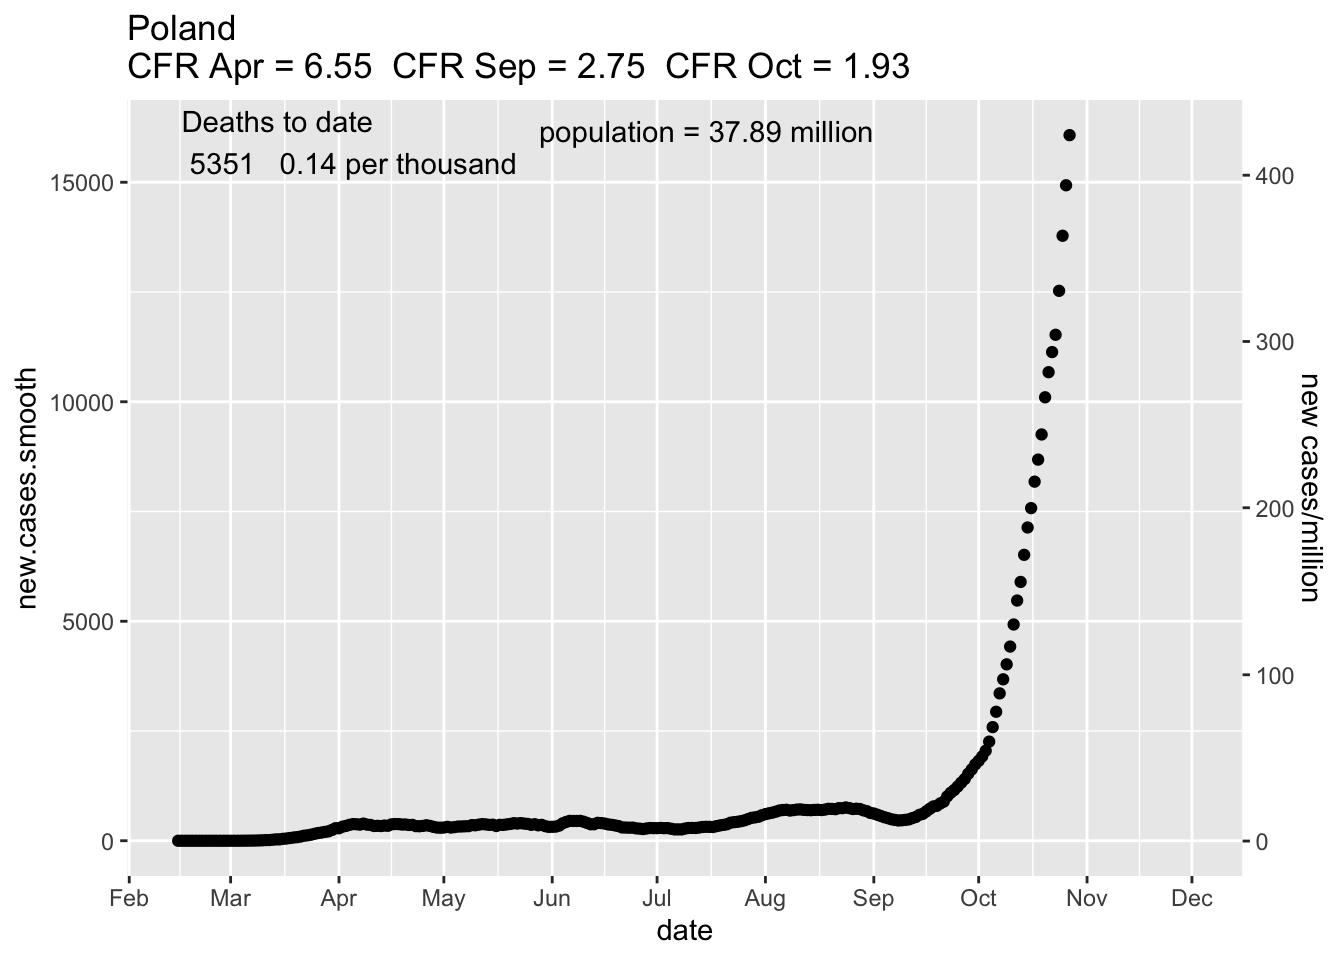 Poland
CFR Apr = 6.55  CFR Sep = 2.75  CFR Oct = 1.93
Deaths to date
5351   0.14 per thousand
population = 37.89 million
new.cases.smooth
15000
10000
5000
0
400
300
200
100
0
new cases/million
Feb Mar Apr May Jun Jul Aug Sep Oct Nov Dec
date